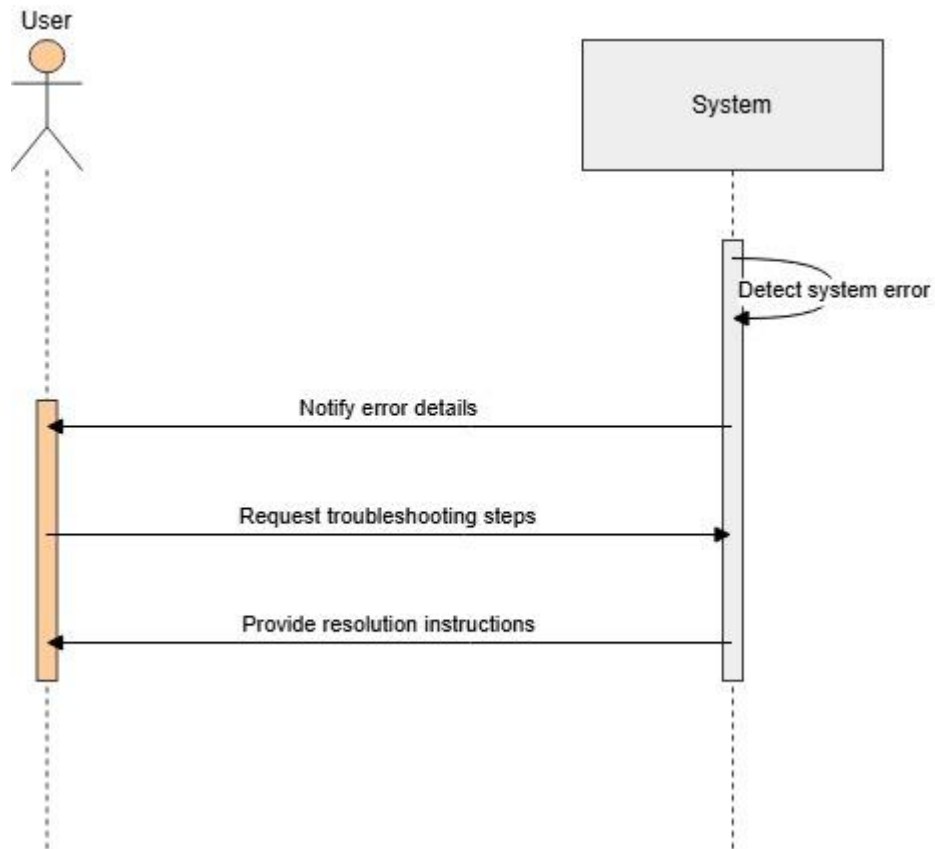 User
System
Detect system error
Notify error details
Request troubleshooting steps
Provide resolution instructions